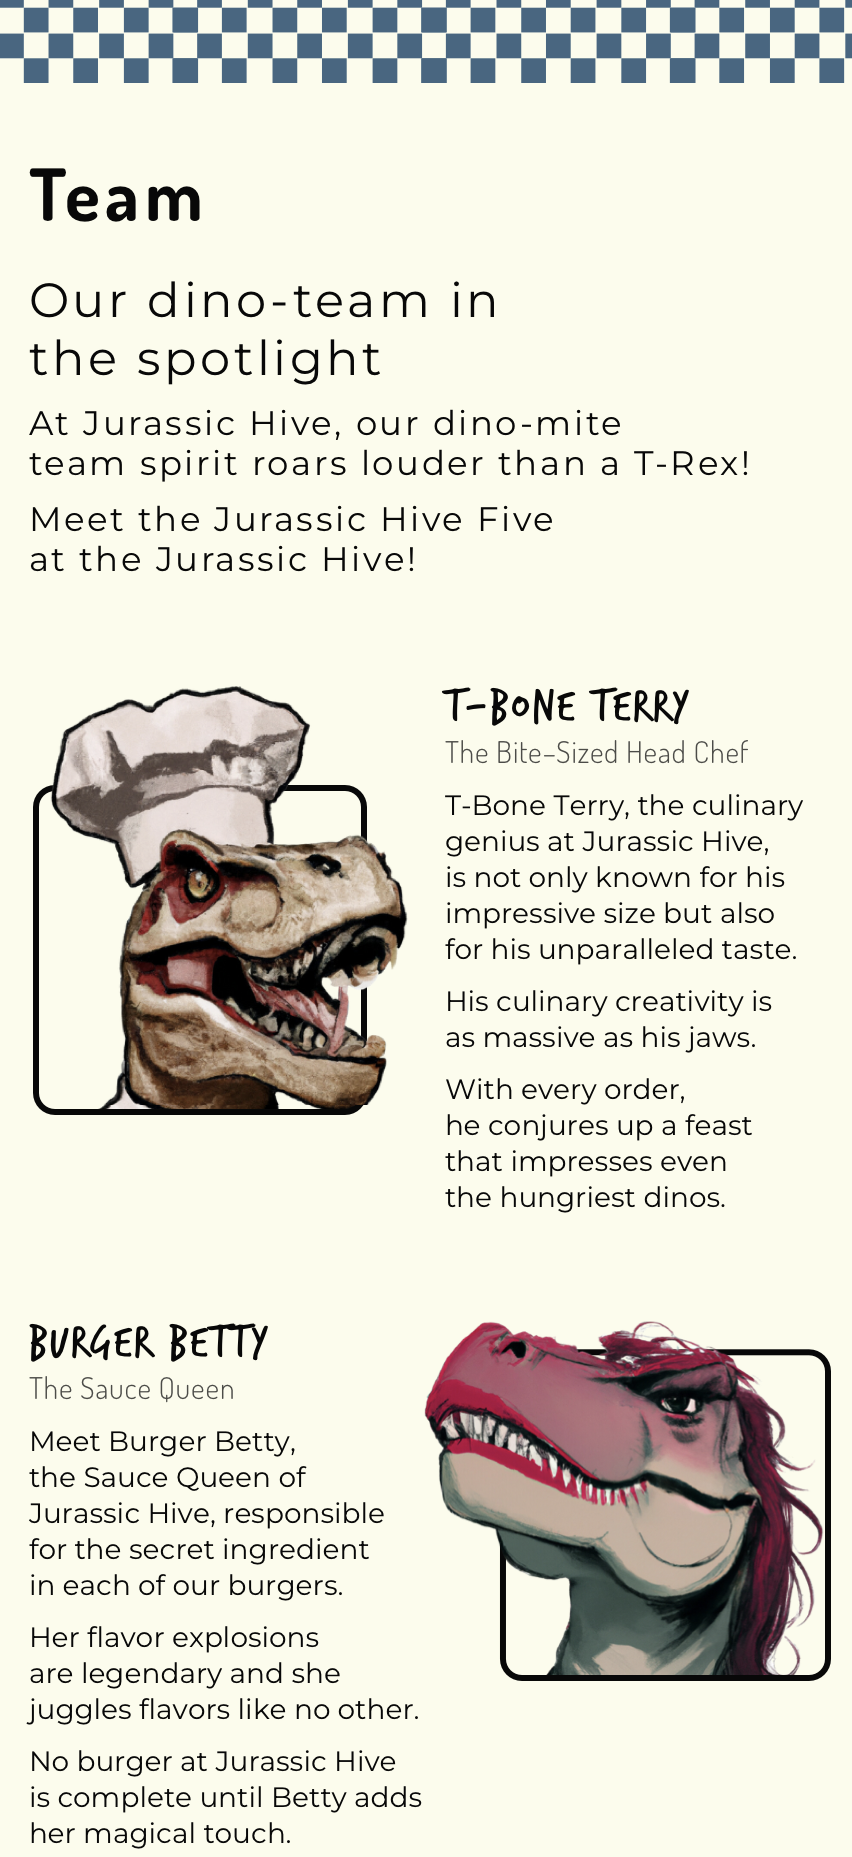 Team
Our dino-team in
the spotlight
At Jurassic Hive, our dino-mite
team spirit roars louder than a T-Rex!
Meet the Jurassic Hive Five
at the Jurassic Hive!
T-BONE TERRY
The Bite-Sized Head Chef
T-Bone Terry, the culinary
genius at Jurassic Hive,
is not only known for his
impressive size but also
for his unparalleled taste.
His culinary creativity is
as massive as his jaws.
With every order,
he conjures up a feast
that impresses even
the hungriest dinos.
BURGER BETTY
The Sauce Queen
Meet Burger Betty,
the Sauce Queen of
Jurassic Hive, responsible
for the secret ingredient
in each of our burgers.
Her flavor explosions
are legendary and she
juggles flavors like no other.
No burger at Jurassic Hive
is complete until Betty adds
her magical touch.